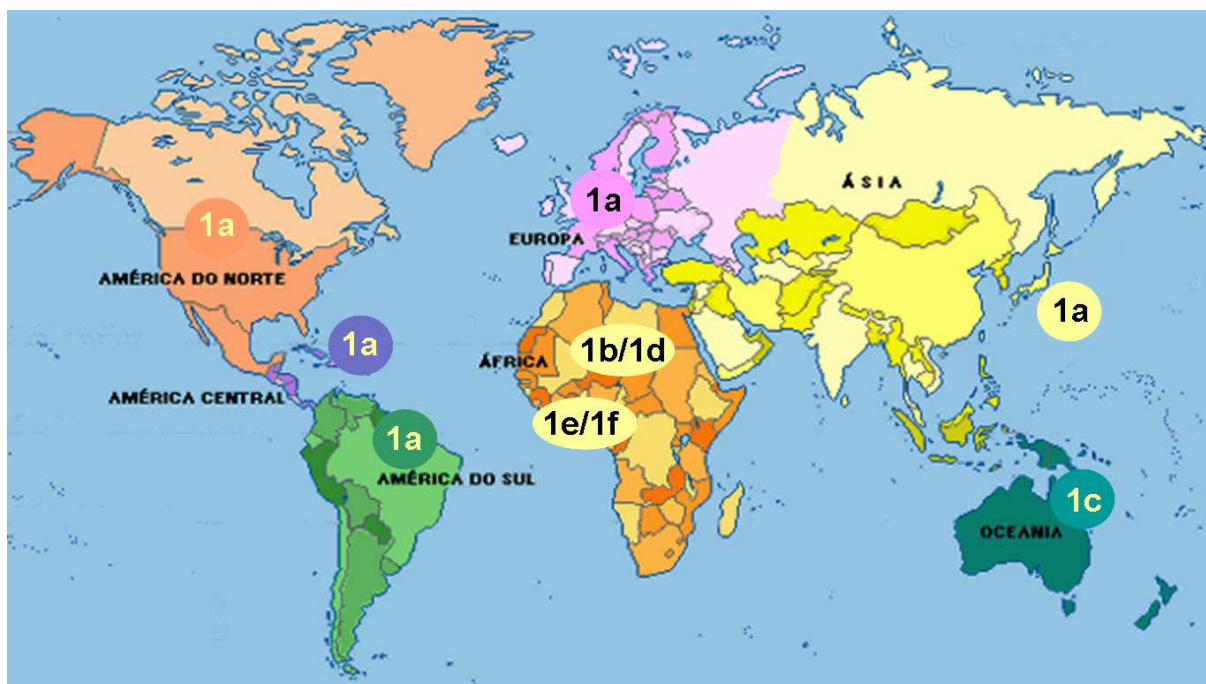 ÁSIA
1a
EUROPA
1a
AMÉRICA DO NORTE
1a
1a
1b/1d
ÁFRICA
AMÉRICA CENTRAL
1e/1f
1a
AMÉRICA DO SUL
1c
OCEANIA